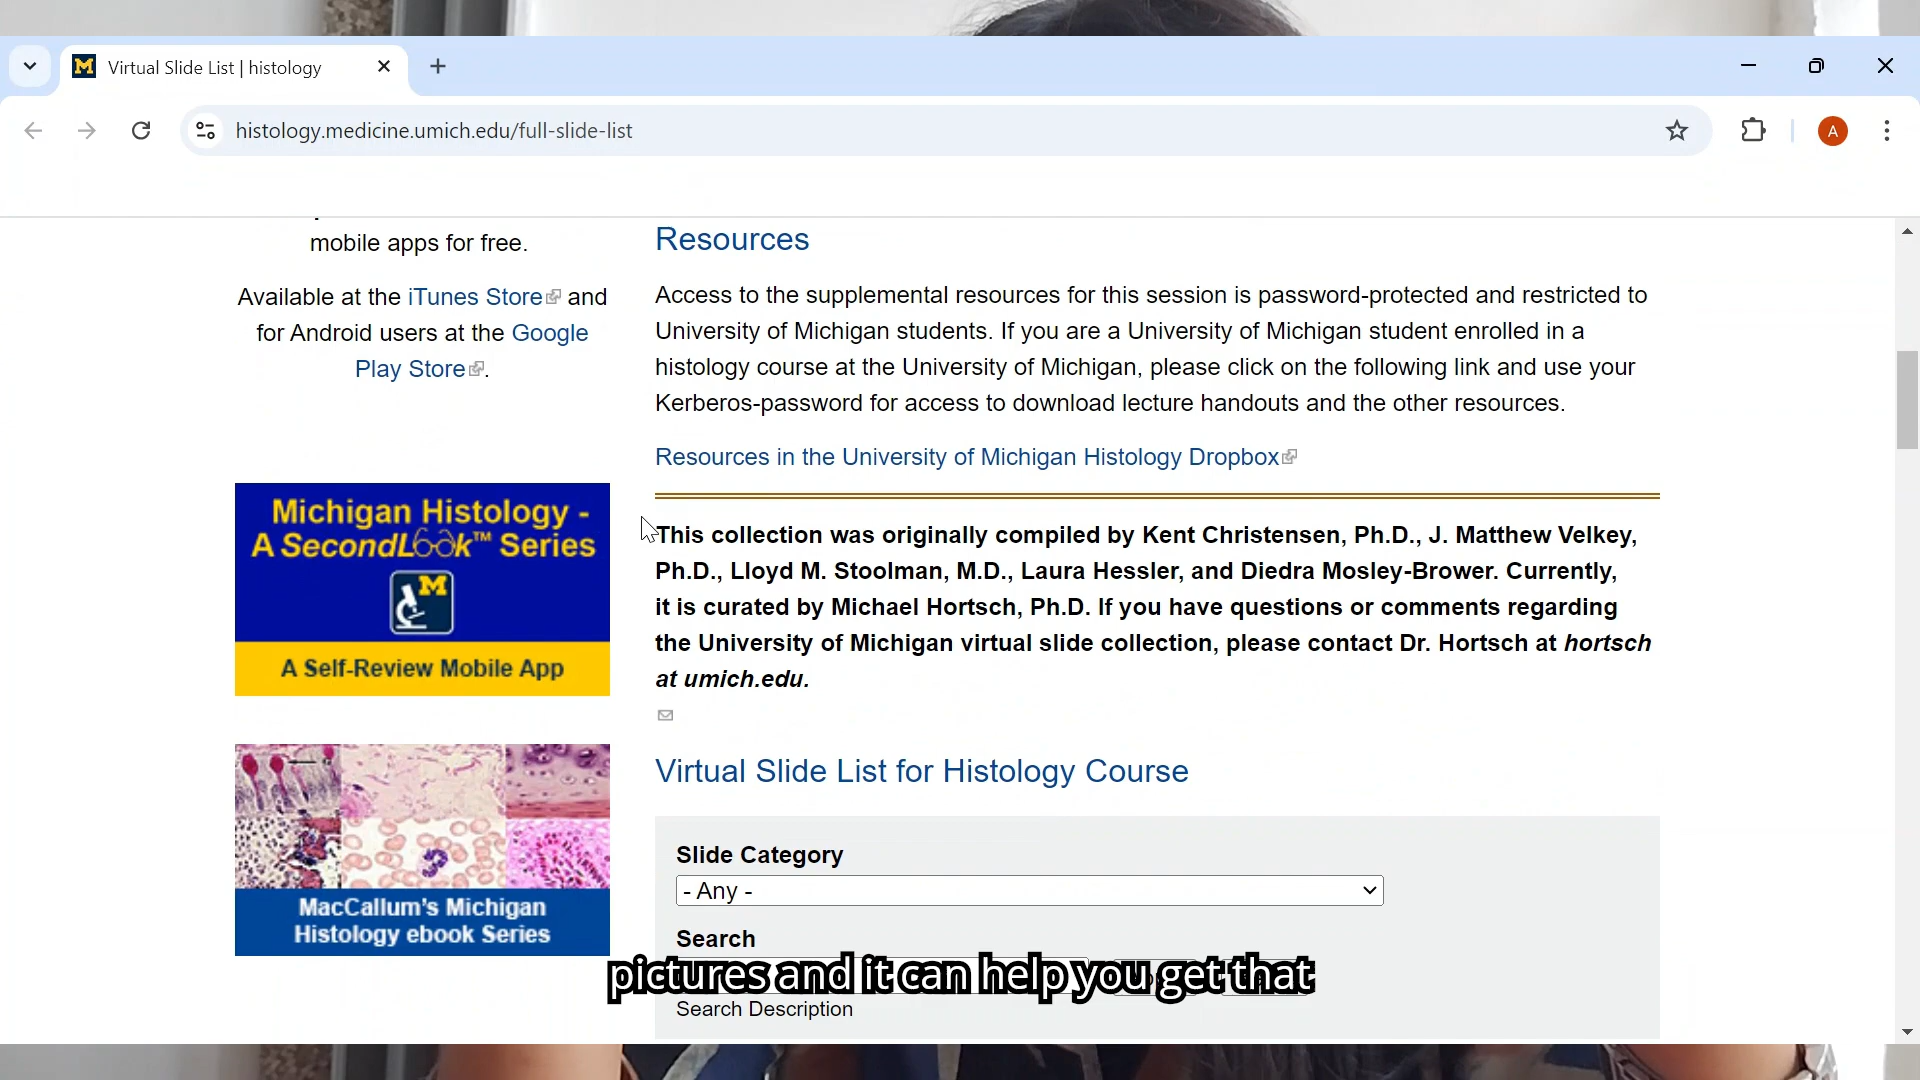 Virtual Slide List | histology
histology.medicine.umich.edu/full-slide-list
A
mobile apps for free.
Available at the iTunes Store and
for Android users at the Google
Play Store.
Michigan Histology -
A SecondLook™ Series
M
A Self-Review Mobile App
MacCallum's Michigan
Histology ebook Series
Resources
Access to the supplemental resources for this session is password-protected and restricted to
University of Michigan students. If you are a University of Michigan student enrolled in a
histology course at the University of Michigan, please click on the following link and use your
Kerberos-password for access to download lecture handouts and the other resources.
Resources in the University of Michigan Histology Dropbox
This collection was originally compiled by Kent Christensen, Ph.D., J. Matthew Velkey,
Ph.D., Lloyd M. Stoolman, M.D., Laura Hessler, and Diedra Mosley-Brower. Currently,
it is curated by Michael Hortsch, Ph.D. If you have questions or comments regarding
the University of Michigan virtual slide collection, please contact Dr. Hortsch at hortsch
at umich.edu.
Virtual Slide List for Histology Course
Slide Category
- Any -
Search
pictures and it can help you get that
Search Description